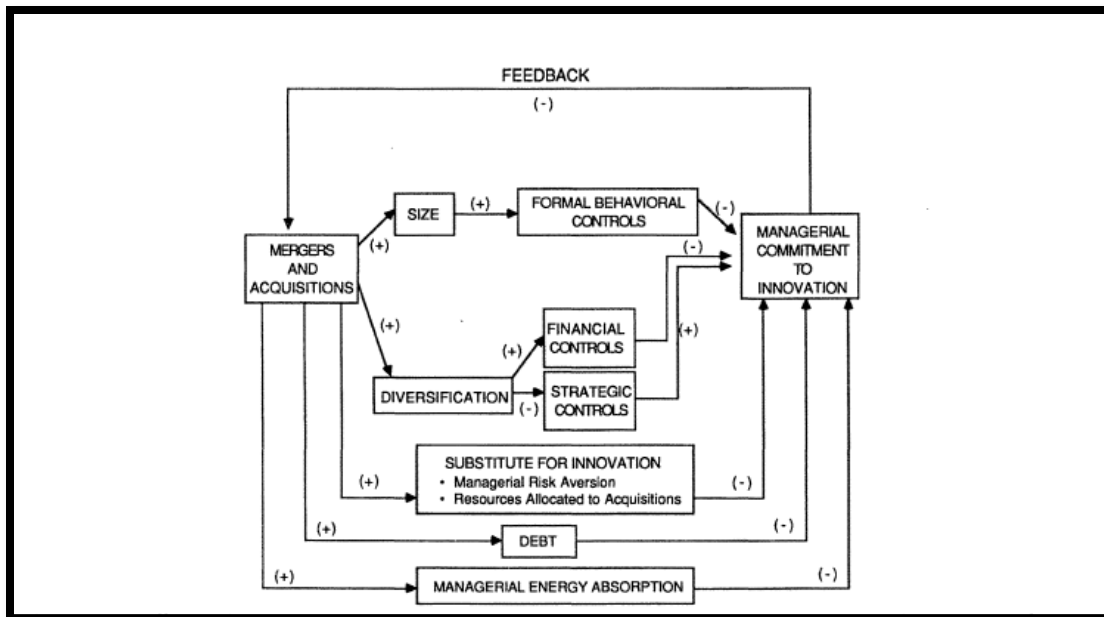 FEEDBACK
(-)
SIZE
(+)
FORMAL BEHAVIORAL
CONTROLS
(-)
(+)
MERGERS
AND
ACQUISITIONS
MANAGERIAL
COMMITMENT
TO
INNOVATION
(-)
(+)
FINANCIAL
CONTROLS
(+)
(+)
DIVERSIFICATION
(-)
STRATEGIC
CONTROLS
SUBSTITUTE FOR INNOVATION
• Managerial Risk Aversion
• Resources Allocated to Acquisitions
(+)
(-)
(+)
DEBT
(-)
(+)
MANAGERIAL ENERGY ABSORPTION
(-)